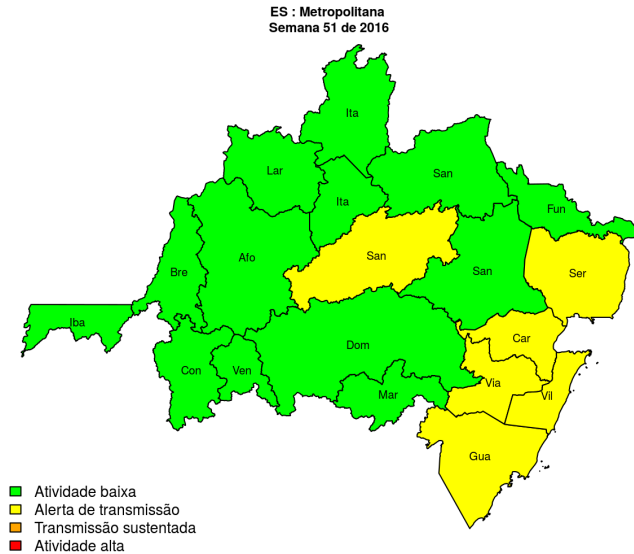 ES : Metropolitana
Semana 51 de 2016
Ita
Lar
San
Ita
Fun
Afo
San
Bre
San
Ser
Iba
Car
Dom
Con
Ven
Via
Mar
Vil
Gua
Atividade baixa
Alerta de transmissão
Transmissão sustentada
Atividade alta